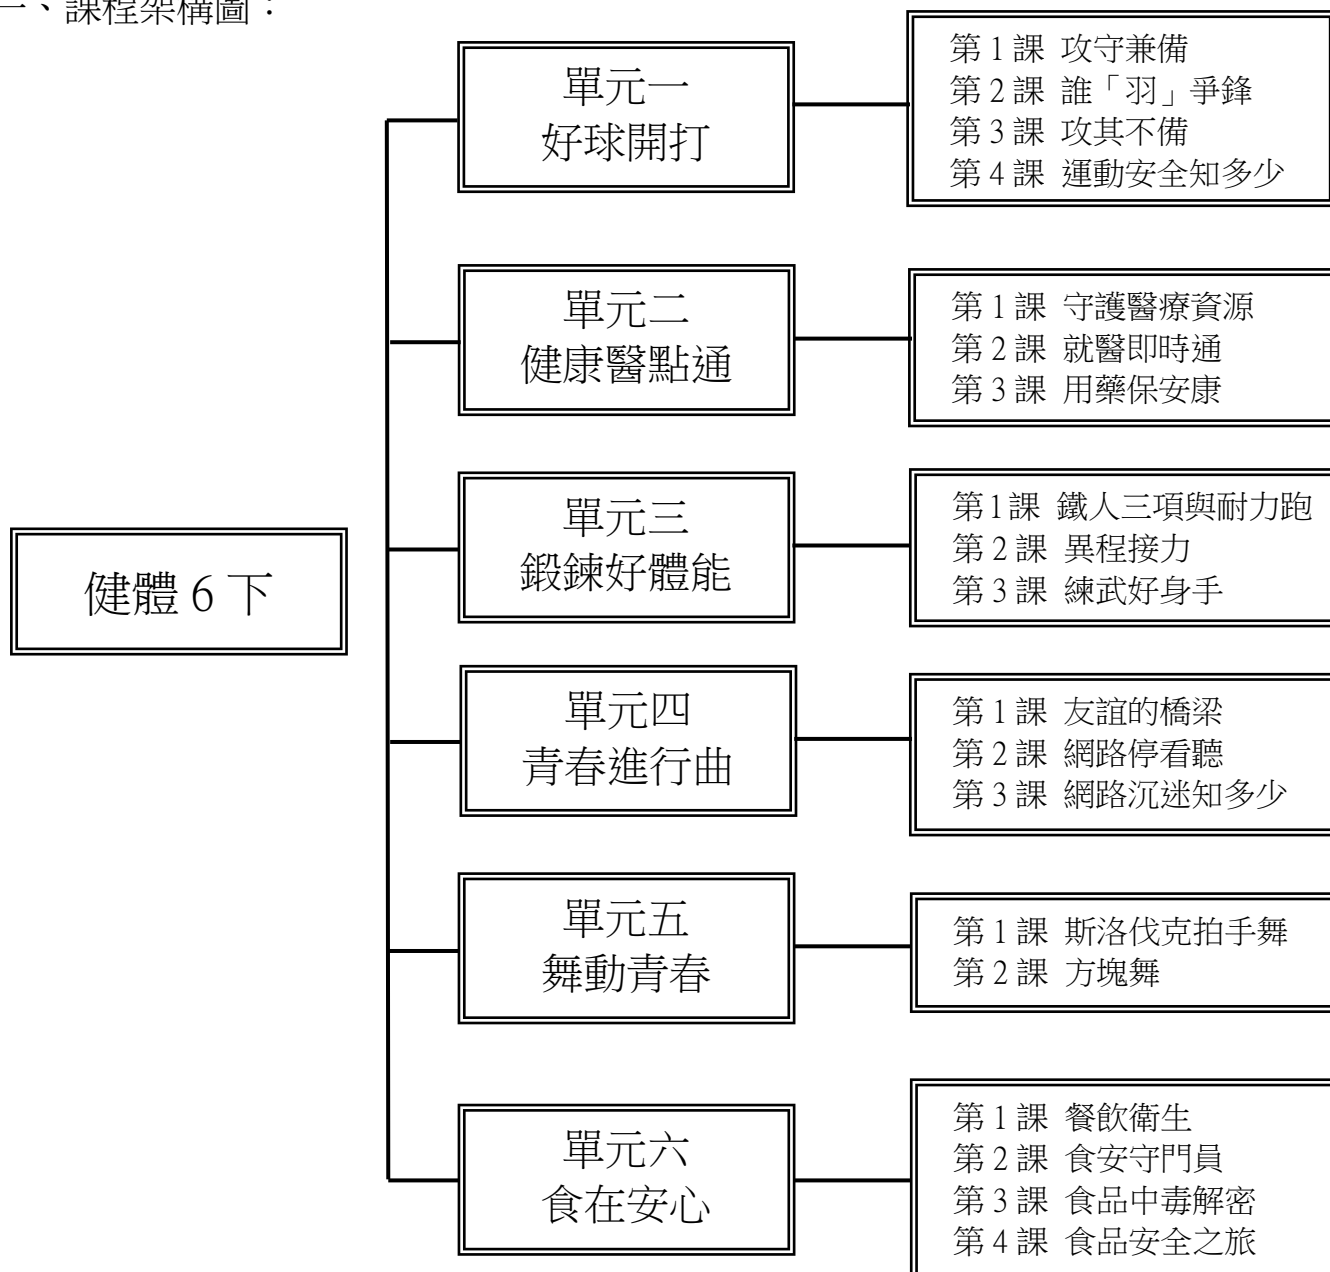 一、課程架構圖：
健體 6 下
單元一
好球開打
第 1 課 攻守兼備
第 2 課 誰「羽」爭鋒
第 3 課 攻其不備
第 4 課 運動安全知多少
單元二
健康醫點通
第 1 課 守護醫療資源
第 2 課 就醫即時通
第 3 課 用藥保安康
單元三
鍛鍊好體能
第 1 課 鐵人三項與耐力跑
第 2 課 異程接力
第 3 課 練武好身手
單元四
青春進行曲
第 1 課 友誼的橋梁
第 2 課 網路停看聽
第 3 課 網路沉迷知多少
單元五
舞動青春
第 1 課 斯洛伐克拍手舞
第 2 課 方塊舞
單元六
食在安心
第 1 課 餐飲衛生
第 2 課 食安守門員
第 3 課 食品中毒解密
第 4 課 食品安全之旅